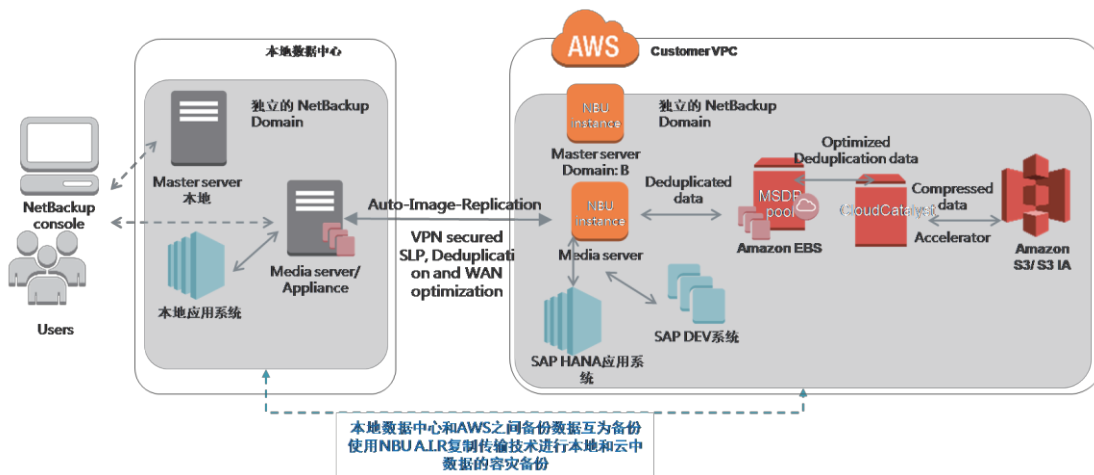 本地数据中心
AWS
Customer VPC
独立的 NetBackup
Domain
Master server
本地
NetBackup
console
Users
本地应用系统
Media server/
Appliance
Auto-Image-Replication
VPN secured
SLP, Deduplicati
on and WAN
optimization
NBU
Instance
独立的 NetBackup
Domain
Master server
Domain: B
NBU
Instance
Media server
Deduplicated
data
MSDP
pool
Amazon EBS
Optimized
Deduplication data
CloudCatalyst
Compressed
data
Accelerator
Amazon
S3/ S3 IA
SAP DEV系统
SAP HANA应用系
统
本地数据中心和AWS之间备份数据互为备份
使用NBU A.I.R复制传输技术进行本地和云中
数据的容灾备份